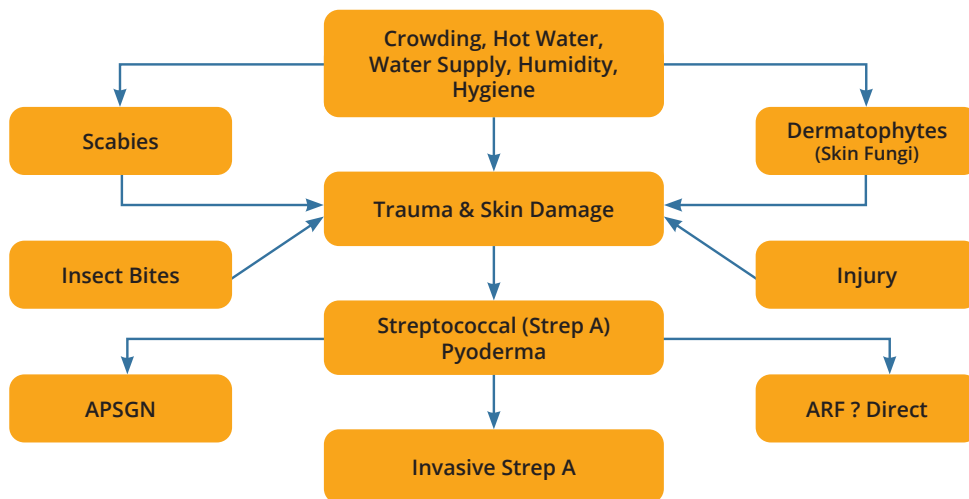 Crowding, Hot Water,
Water Supply, Humidity,
Hygiene
Scabies
Dermatophytes
(Skin Fungi)
Trauma & Skin Damage
Insect Bites
Injury
Streptococcal (Strep A)
Pyoderma
APSGN
ARF ? Direct
Invasive Strep A